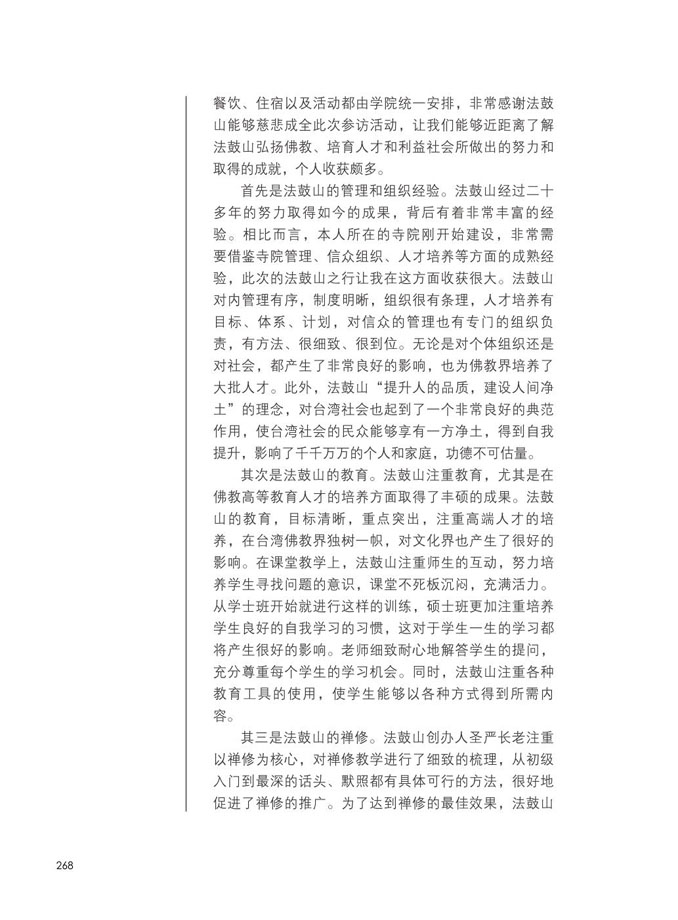 餐饮、住宿以及活动都由学院统一安排，非常感谢法鼓
山能够慈悲成全此次参访活动，让我们能够近距离了解
法鼓山弘扬佛教、培育人才和利益社会所做出的努力和
取得的成就，个人收获颇多。
首先是法鼓山的管理和组织经验。法鼓山经过二十
多年的努力取得如今的成果，背后有着非常丰富的经
验。相比而言，本人所在的寺院刚开始建设，非常需
要借鉴寺院管理、信众组织、人才培养等方面的成熟经
验，此次的法鼓山之行让我在这方面收获很大。法鼓山
对内管理有序，制度明晰，组织很有条理，人才培养有
目标、体系、计划，对信众的管理也有专门的组织负
责，有方法、很细致、很到位。无论是对个体组织还是
对社会，都产生了非常良好的影响，也为佛教界培养了
大批人才。此外，法鼓山“提升人的品质，建设人间净
土”的理念，对台湾社会也起到了一个非常良好的典范
作用，使台湾社会的民众能够享有一方净土，得到自我
提升，影响了千千万万的个人和家庭，功德不可估量。
其次是法鼓山的教育。法鼓山注重教育，尤其是在
佛教高等教育人才的培养方面取得了丰硕的成果。法鼓
山的教育，目标清晰，重点突出，注重高端人才的培
养，在台湾佛教界独树一帜，对文化界也产生了很好的
影响。在课堂教学上，法鼓山注重师生的互动，努力培
养学生寻找问题的意识，课堂不死板沉闷，充满活力。
从学士班开始就进行这样的训练，硕士班更加注重培养
学生良好的自我学习的习惯，这对于学生一生的学习都
将产生很好的影响。老师细致耐心地解答学生的提问，
充分尊重每个学生的学习机会。同时，法鼓山注重各种
教育工具的使用，使学生能够以各种方式得到所需内
容。
其三是法鼓山的禅修。法鼓山创办人圣严长老注重
以禅修为核心，对禅修教学进行了细致的梳理，从初级
入门到最深的话头、默照都有具体可行的方法，很好地
促进了禅修的推广。为了达到禅修的最佳效果，法鼓山
268